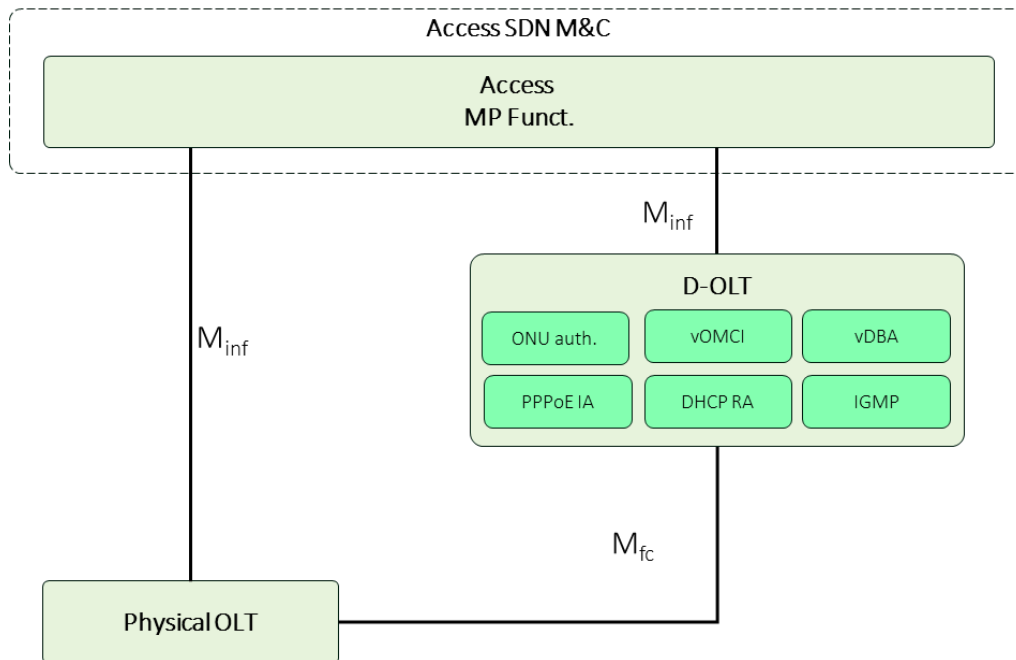 Access SDN M&C
Access
MP Funct.
Minf
Minf
D-OLT
ONU auth.
vOMCI
vDBA
PPPoE IA
DHCP RA
IGMP
Mfc
Physical OLT